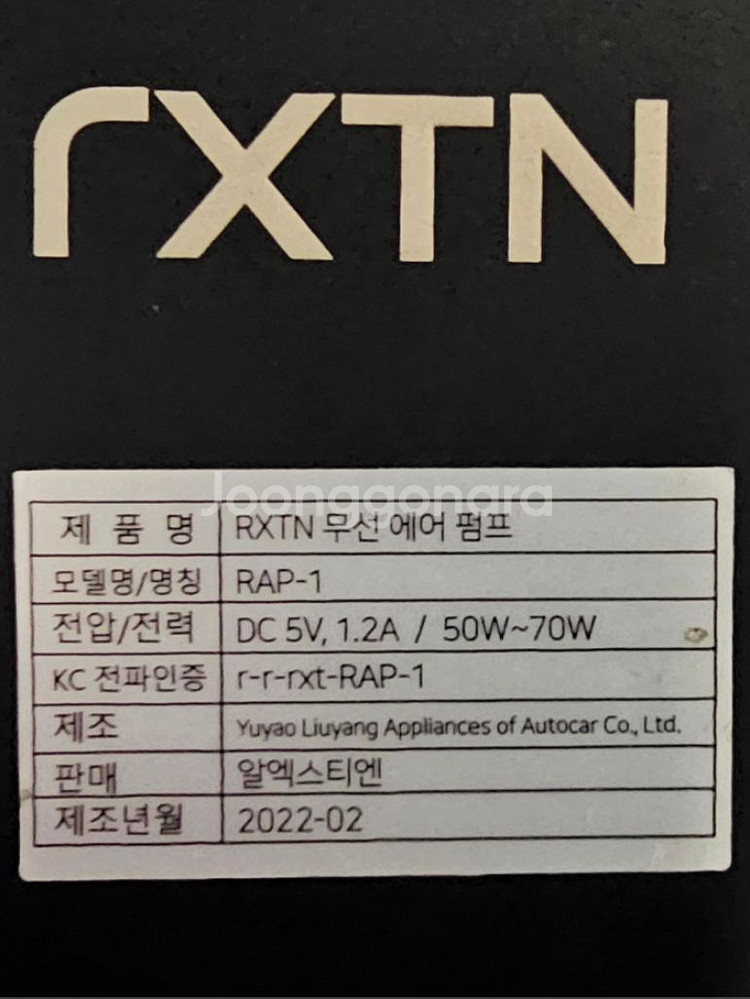 rXTN
Joonggonara
제 품 명 RXTN 무선 에어 펌프
모델명/명칭 RAP-1
전압/전력 DC 5V, 1.2A / 50W~70W
KC 전파인증 r-r-rxt-RAP-1
제조 Yuyao Liuyang Appliances of Autocar Co., Ltd.
판매 알엑스티엔
제조년월 2022-02